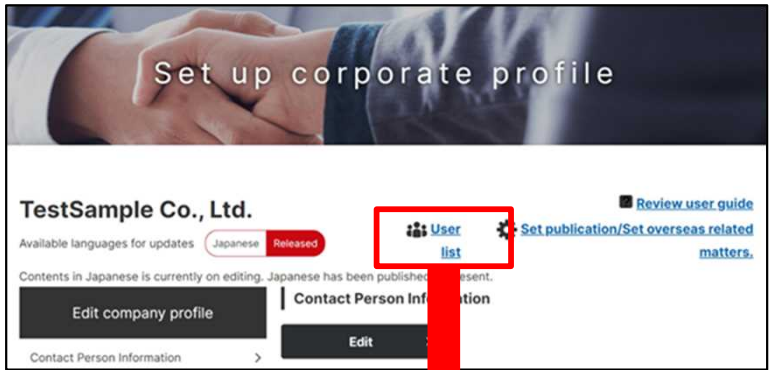 Set up corporate profile
Review user guide
TestSample Co., Ltd.
User list
Set publication/Set overseas related matters.
Available languages for updates Japanese Released
Contents in Japanese is currently on editing. Japanese has been published
Edit company profile
Contact Person
Edit
Contact Person Information